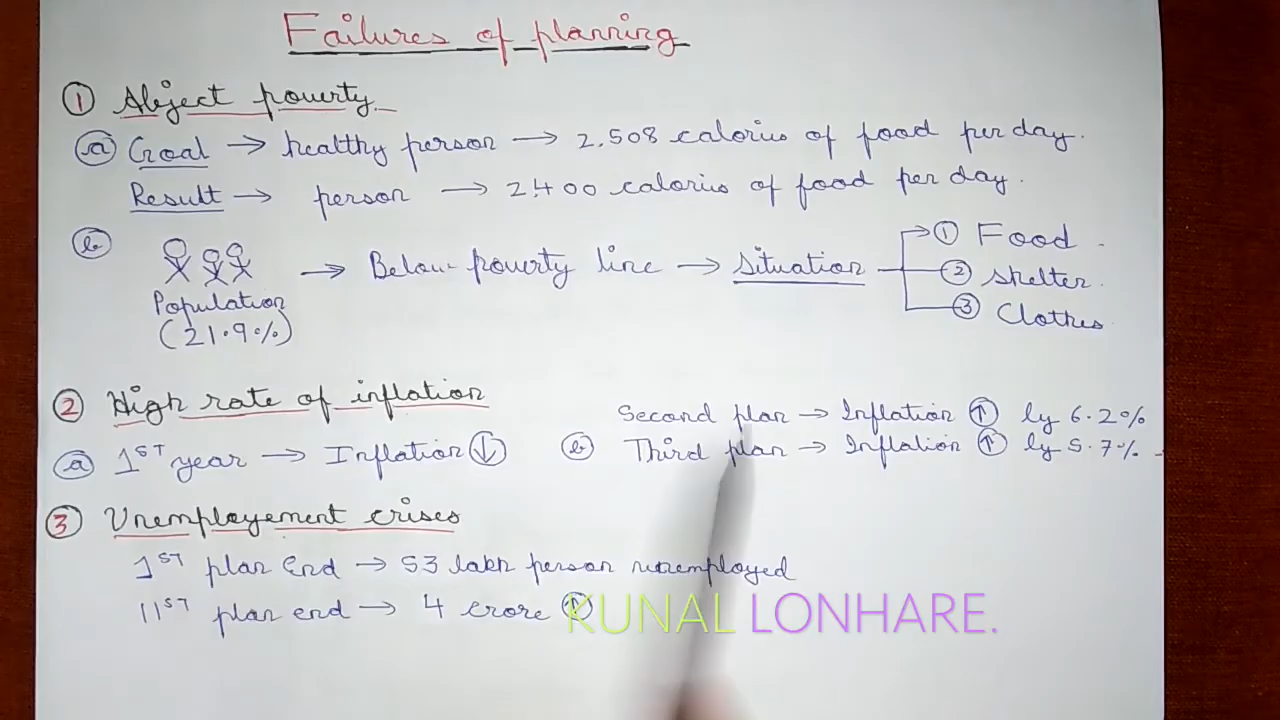 Failures of planning
① Abject poverty
ⓐ Goal → healthy person → 2,508 calories of food per day.
Result → person → 2,400 calories of food per day.
ⓑ Population (21.9%) → Below poverty line → Situation
① Food
② Shelter.
③ Clothes
② High rate of inflation
ⓐ 1ST year → Inflation ↓
ⓑ Second plan → Inflation ↑ by 6.2%
Third plan → Inflation ↑ by 5.7%
③ Unemployement crises
1ST plan End → 53 lakh person unemployed
11ST plan end → 4 crore ↑
KUNAL LONHARE.